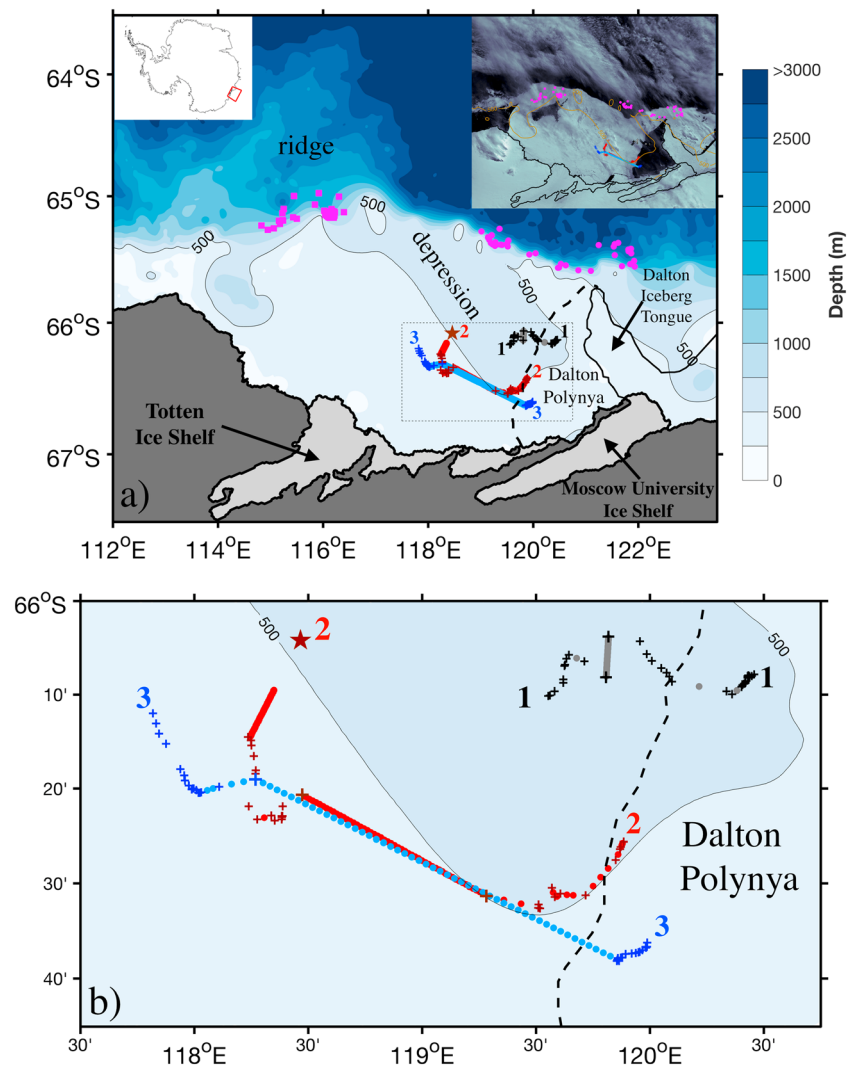 64°S
65°S
66°S
67°S
ridge
500
500
depression
500
500
Dalton
Iceberg
Tongue
2
1
1
3
2
Dalton
Polynya
3
Totten
Ice Shelf
Moscow University
Ice Shelf
a)
112°E
114°E
116°E
118°E
120°E
122°E
>3000
2500
2000
1500
1000
500
0
Depth (m)
66°S
10'
20'
30'
40'
500
2
500
1
1
3
2
Dalton
Polynya
3
b)
30'
118°E
30'
119°E
30'
120°E
30'